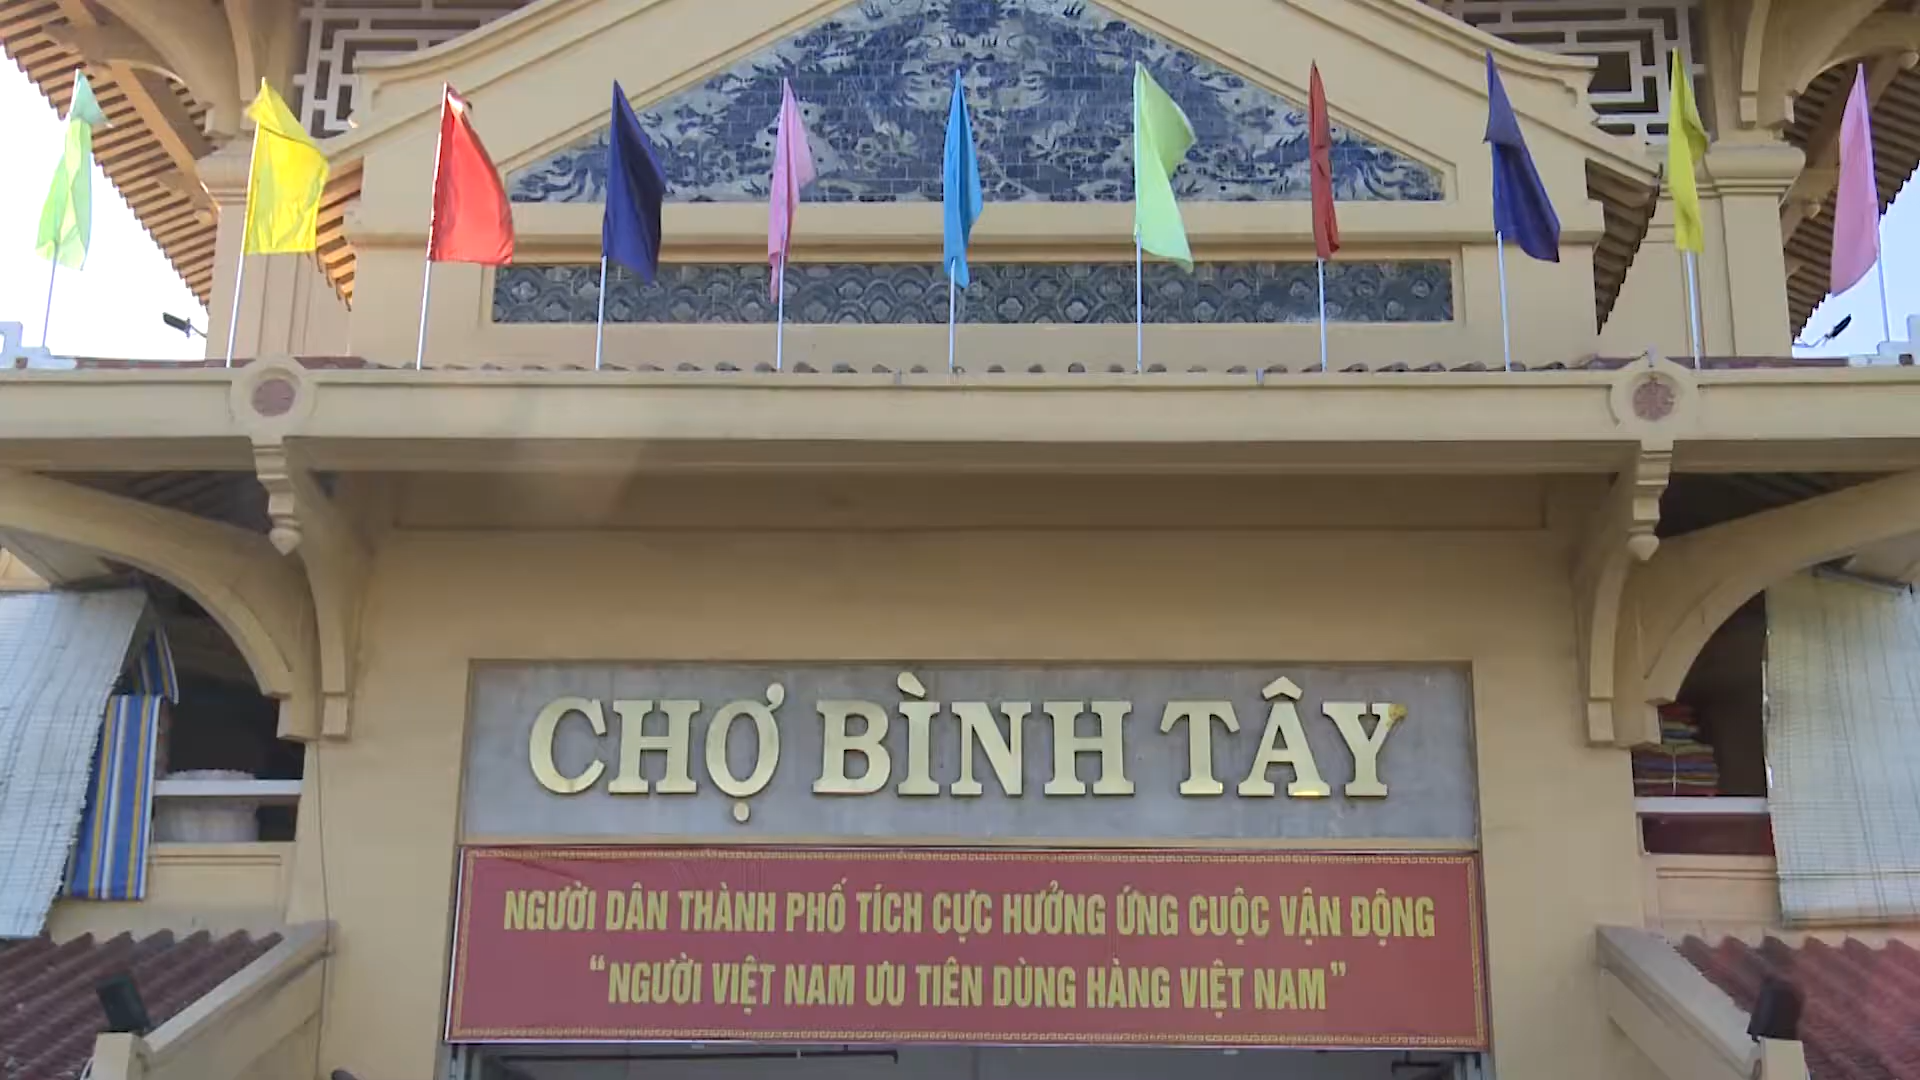 CHỢ BÌNH TÂY
NGƯỜI DÂN THÀNH PHỐ TÍCH CỰC HƯỞNG ỨNG CUỘC VẬN ĐỘNG
“NGƯỜI VIỆT NAM ƯU TIÊN DÙNG HÀNG VIỆT NAM”